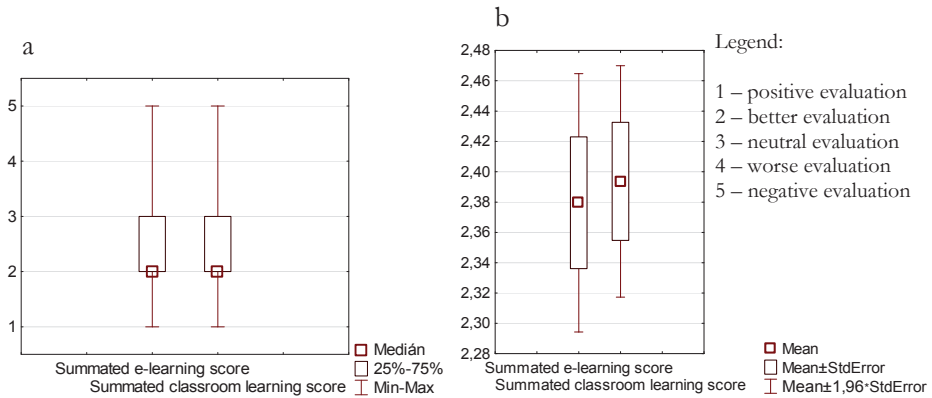 a
5
4
3
2
1
Summated e-learning score
Summated classroom learning score
Medián
25%-75%
Min-Max
b
2,48
2,46
2,44
2,42
2,40
2,38
2,36
2,34
2,32
2,30
2,28
Summated e-learning score
Summated classroom learning score
Mean
Mean±StdError
Mean±1,96*StdError
Legend:
1 – positive evaluation
2 – better evaluation
3 – neutral evaluation
4 – worse evaluation
5 – negative evaluation